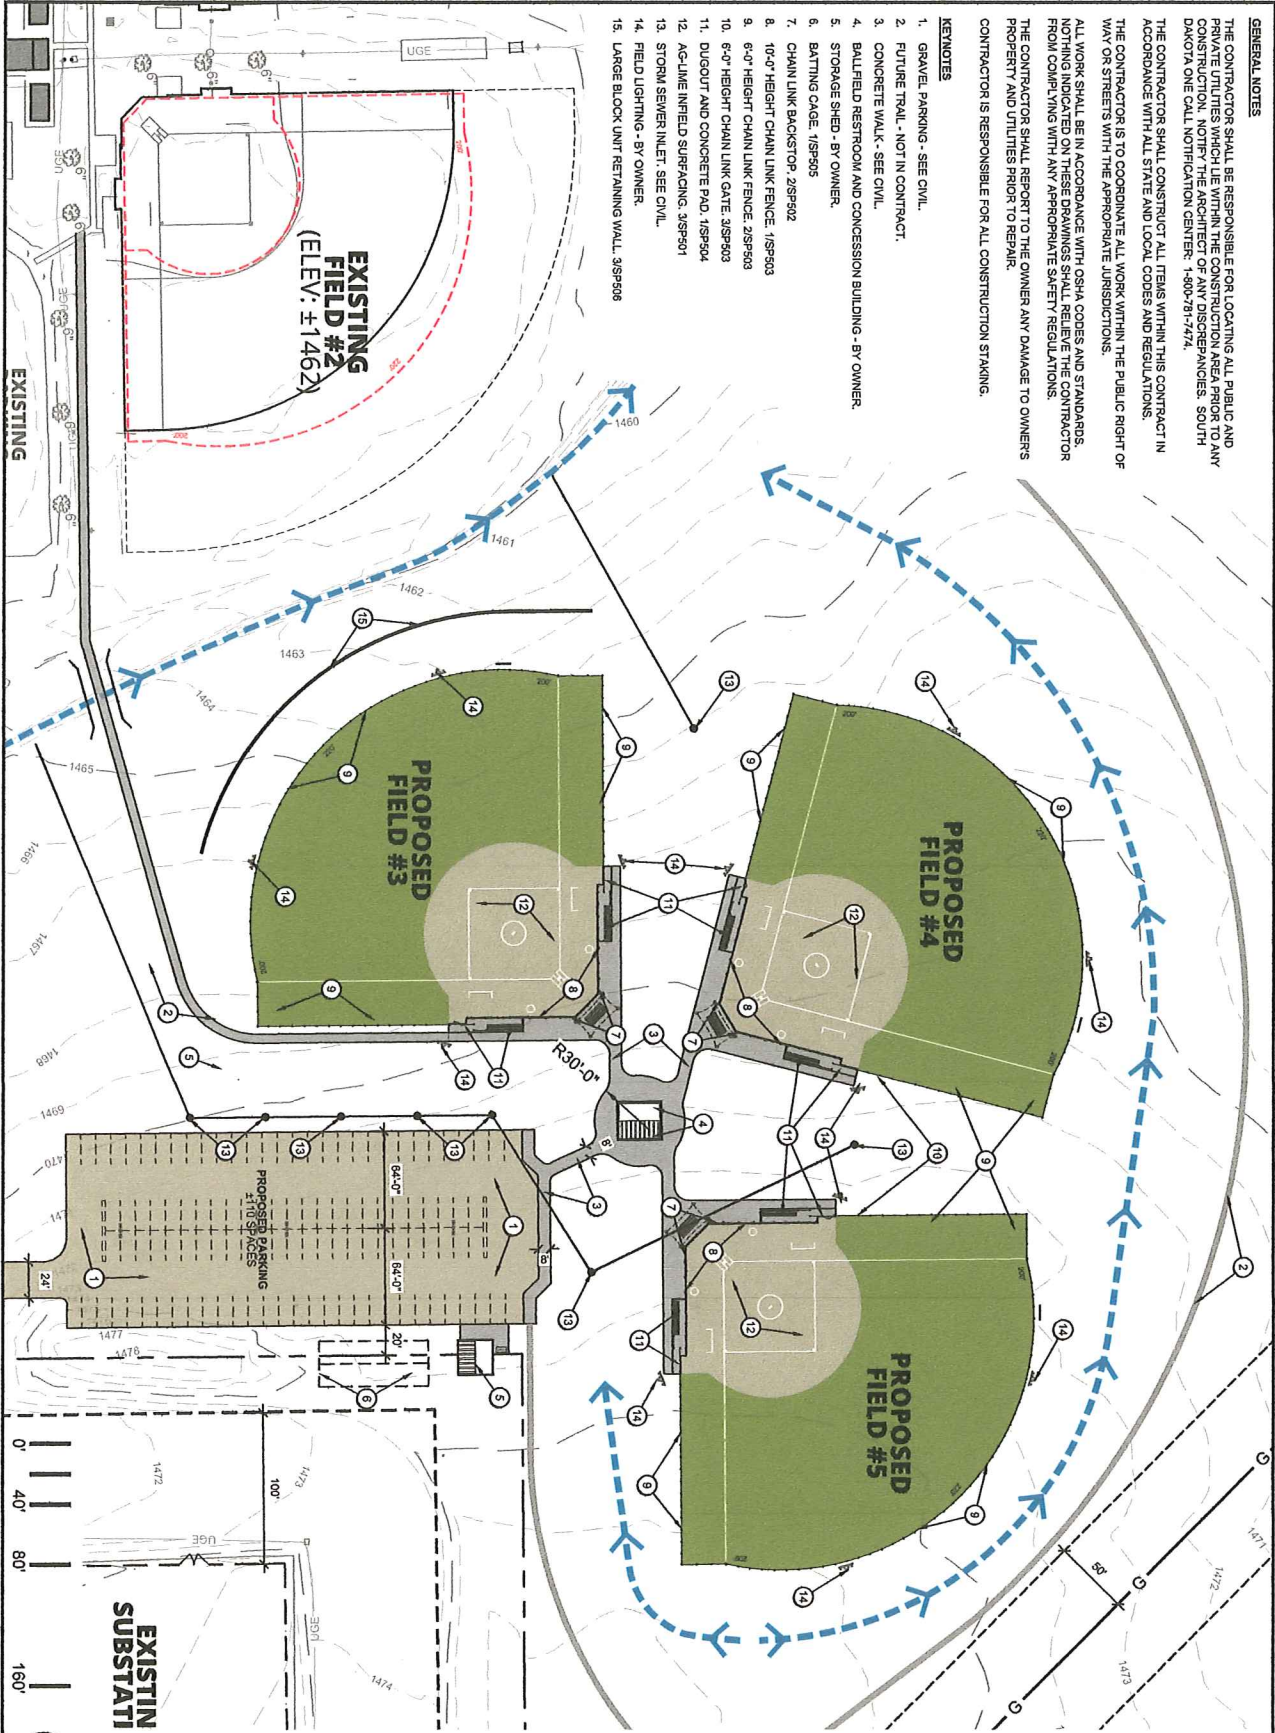 GENERAL NOTES
THE CONTRACTOR SHALL BE RESPONSIBLE FOR LOCATING ALL PUBLIC AND
PRIVATE UTILITIES WHICH LIE WITHIN THE CONSTRUCTION AREA PRIOR TO ANY
CONSTRUCTION. NOTIFY THE ARCHITECT OF ANY DISCREPANCIES. SOUTH
DAKOTA ONE CALL NOTIFICATION CENTER: 1-800-781-7474.
THE CONTRACTOR SHALL CONSTRUCT ALL ITEMS WITHIN THIS CONTRACT IN
ACCORDANCE WITH ALL STATE AND LOCAL CODES AND REGULATIONS.
THE CONTRACTOR IS TO COORDINATE ALL WORK WITHIN THE PUBLIC RIGHT OF
WAY OR STREETS WITH THE APPROPRIATE JURISDICTIONS.
ALL WORK SHALL BE IN ACCORDANCE WITH OSHA CODES AND STANDARDS.
NOTHING INDICATED ON THESE DRAWINGS SHALL RELIEVE THE CONTRACTOR
FROM COMPLYING WITH ANY APPROPRIATE SAFETY REGULATIONS.
THE CONTRACTOR SHALL REPORT TO THE OWNER ANY DAMAGE TO OWNER'S
PROPERTY AND UTILITIES PRIOR TO REPAIR.
CONTRACTOR IS RESPONSIBLE FOR ALL CONSTRUCTION STAKING.
KEYNOTES
1. GRAVEL PARKING - SEE CIVIL.
2. FUTURE TRAIL - NOT IN CONTRACT.
3. CONCRETE WALK - SEE CIVIL.
4. BALLFIELD RESTROOM AND CONCESSION BUILDING - BY OWNER.
5. STORAGE SHED - BY OWNER.
6. BATTING CAGE. 1/SP505
7. CHAIN LINK BACKSTOP. 2/SP502
8. 10'-0" HEIGHT CHAIN LINK FENCE. 1/SP503
9. 6'-0" HEIGHT CHAIN LINK FENCE. 2/SP503
10. 6'-0" HEIGHT CHAIN LINK GATE. 3/SP503
11. DUGOUT AND CONCRETE PAD. 1/SP504
12. AG-LIME INFIELD SURFACING. 3/SP501
13. STORM SEWER INLET. SEE CIVIL.
14. FIELD LIGHTING - BY OWNER.
15. LARGE BLOCK UNIT RETAINING WALL. 3/SP506
EXISTING
FIELD #2
(ELEV: ±1462)
PROPOSED
FIELD #3
PROPOSED
FIELD #4
PROPOSED
FIELD #5
PROPOSED PARKING
±110 SPACES
EXISTING
EXISTIN
SUBSTATI
R30'-0"
64'-0"
64'-0"
24'
20'
8'
8'
100'
50'
0'
40'
80'
160'
UGE
UGE
UGE
G
G
G
1460
1461
1462
1463
1464
1465
1466
1467
1468
1469
1470
1477
1476
1472
1473
1474
1471
1472
1473